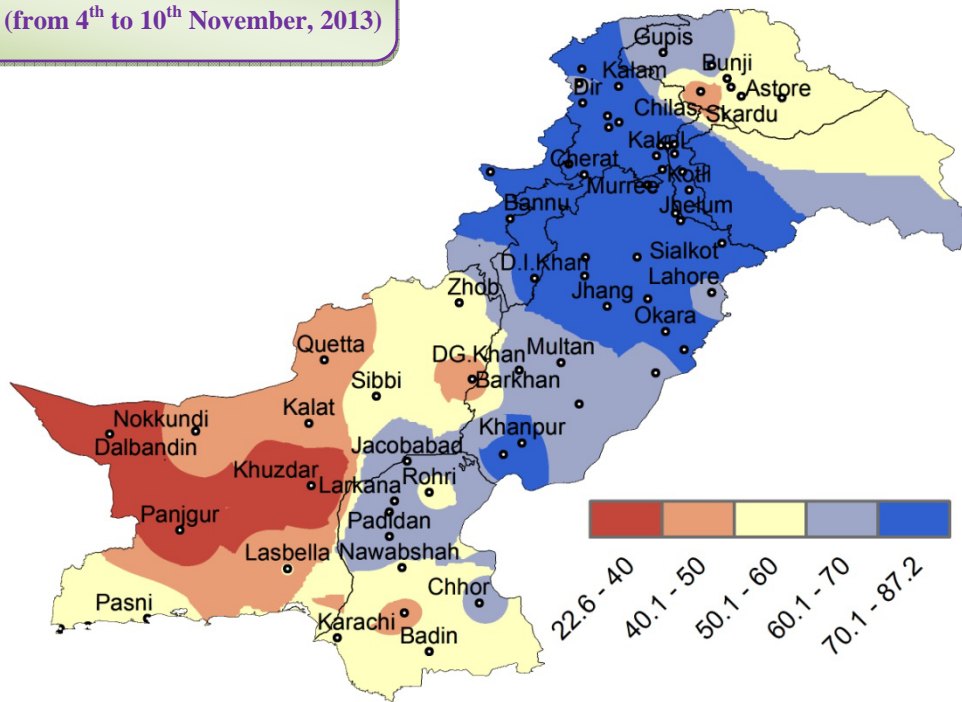 (from 4th to 10th November, 2013)
Gupis
Bunji
Kalam
Astore
Dir
Chilas
Skardu
Kakul
Cherat
Kotli
Murree
Bannu
Jhelum
Sialkot
D.I.Khan
Lahore
Zhob
Jhang
Okara
Quetta
DG.Khan
Multan
Sibbi
Barkhan
Nokkundi
Kalat
Khanpur
Dalbandin
Jacobabad
Khuzdar
Rohri
Larkana
Panjgur
Padidan
Nawabshah
Lasbella
Chhor
Pasni
Karachi
Badin
22.6 - 40
40.1 - 50
50.1 - 60
60.1 - 70
70.1 - 87.2